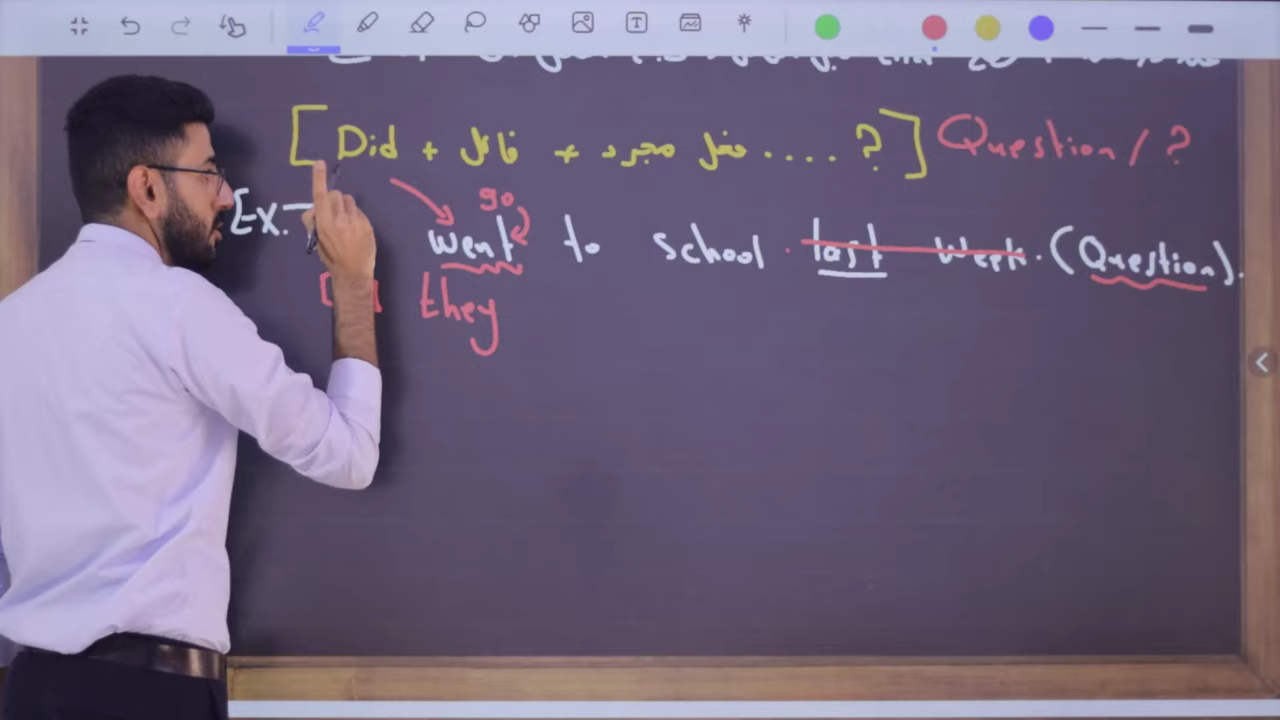 [Did + فاعل + فعل مجرد .... ?] Question / ?
go
Ex:- went to school last week. (Question).
they